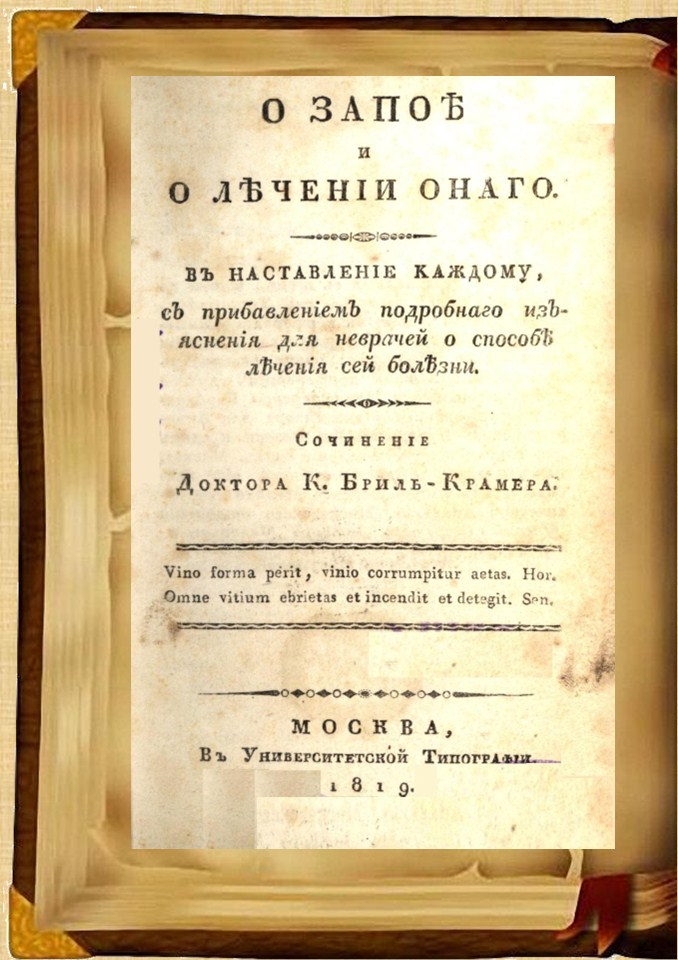 О ЗАПОѢ
И
О ЛѢЧЕНІИ ОНАГО.
ВЪ НАСТАВЛЕНІЕ КАЖДОМУ,
съ прибавленіемъ подробнаго изъ-
ясненія для неврачей о способѣ
лѣченія сей болѣзни.
Сочиненіе
Доктора К. Бриль-Крамера.
Vino forma perit, vinio corrumpitur aetas. Hor.
Omne vitium ebrietas et incendit et detegit. Sen.
МОСКВА,
Въ Университетской Типографіи.
1819.